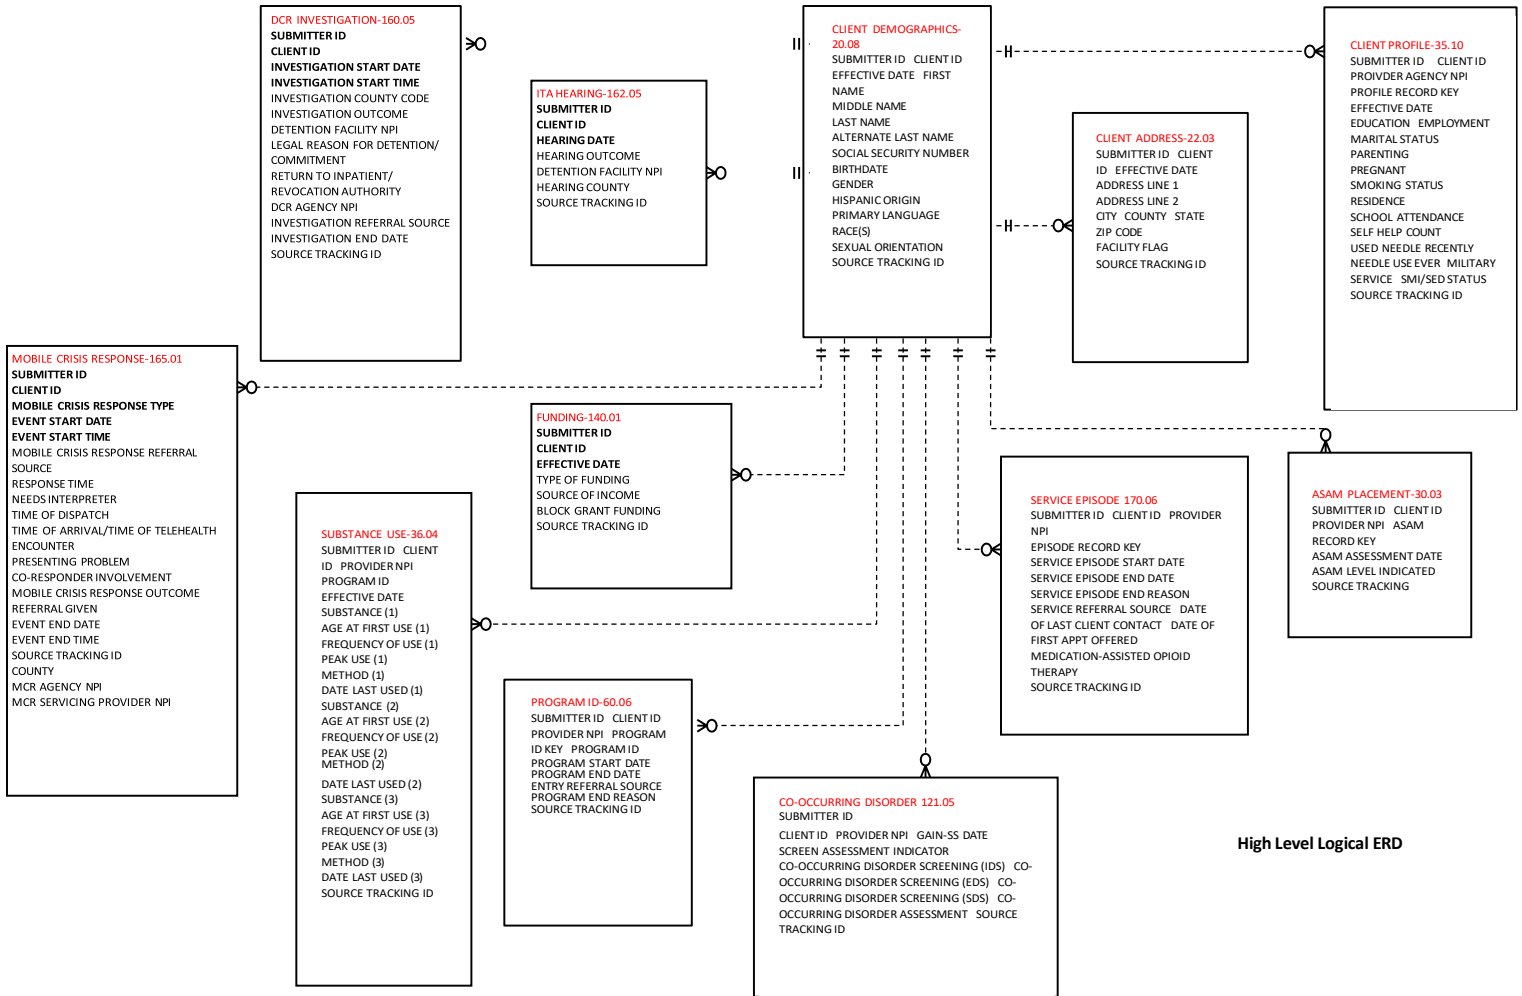 DCR INVESTIGATION-160.05
SUBMITTER ID
CLIENT ID
INVESTIGATION START DATE
INVESTIGATION START TIME
INVESTIGATION COUNTY CODE
INVESTIGATION OUTCOME
DETENTION FACILITY NPI
LEGAL REASON FOR DETENTION/
COMMITMENT
RETURN TO INPATIENT/
REVOCATION AUTHORITY
DCR AGENCY NPI
INVESTIGATION REFERRAL SOURCE
INVESTIGATION END DATE
SOURCE TRACKING ID
ITA HEARING-162.05
SUBMITTER ID
CLIENT ID
HEARING DATE
HEARING OUTCOME
DETENTION FACILITY NPI
HEARING COUNTY
SOURCE TRACKING ID
CLIENT DEMOGRAPHICS-
20.08
SUBMITTER ID CLIENT ID
EFFECTIVE DATE FIRST
NAME
MIDDLE NAME
LAST NAME
ALTERNATE LAST NAME
SOCIAL SECURITY NUMBER
BIRTHDATE
GENDER
HISPANIC ORIGIN
PRIMARY LANGUAGE
RACE(S)
SEXUAL ORIENTATION
SOURCE TRACKING ID
CLIENT ADDRESS-22.03
SUBMITTER ID CLIENT
ID EFFECTIVE DATE
ADDRESS LINE 1
ADDRESS LINE 2
CITY COUNTY STATE
ZIP CODE
FACILITY FLAG
SOURCE TRACKING ID
CLIENT PROFILE-35.10
SUBMITTER ID CLIENT ID
PROIVDER AGENCY NPI
PROFILE RECORD KEY
EFFECTIVE DATE
EDUCATION EMPLOYMENT
MARITAL STATUS
PARENTING
PREGNANT
SMOKING STATUS
RESIDENCE
SCHOOL ATTENDANCE
SELF HELP COUNT
USED NEEDLE RECENTLY
NEEDLE USE EVER MILITARY
SERVICE SMI/SED STATUS
SOURCE TRACKING ID
MOBILE CRISIS RESPONSE-165.01
SUBMITTER ID
CLIENT ID
MOBILE CRISIS RESPONSE TYPE
EVENT START DATE
EVENT START TIME
MOBILE CRISIS RESPONSE REFERRAL
SOURCE
RESPONSE TIME
NEEDS INTERPRETER
TIME OF DISPATCH
TIME OF ARRIVAL/TIME OF TELEHEALTH
ENCOUNTER
PRESENTING PROBLEM
CO-RESPONDER INVOLVEMENT
MOBILE CRISIS RESPONSE OUTCOME
REFERRAL GIVEN
EVENT END DATE
EVENT END TIME
SOURCE TRACKING ID
COUNTY
MCR AGENCY NPI
MCR SERVICING PROVIDER NPI
SUBSTANCE USE-36.04
SUBMITTER ID CLIENT
ID PROVIDER NPI
PROGRAM ID
EFFECTIVE DATE
SUBSTANCE (1)
AGE AT FIRST USE (1)
FREQUENCY OF USE (1)
PEAK USE (1)
METHOD (1)
DATE LAST USED (1)
SUBSTANCE (2)
AGE AT FIRST USE (2)
FREQUENCY OF USE (2)
PEAK USE (2)
METHOD (2)
DATE LAST USED (2)
SUBSTANCE (3)
AGE AT FIRST USE (3)
FREQUENCY OF USE (3)
PEAK USE (3)
METHOD (3)
DATE LAST USED (3)
SOURCE TRACKING ID
FUNDING-140.01
SUBMITTER ID
CLIENT ID
EFFECTIVE DATE
TYPE OF FUNDING
SOURCE OF INCOME
BLOCK GRANT FUNDING
SOURCE TRACKING ID
PROGRAM ID-60.06
SUBMITTER ID CLIENT ID
PROVIDER NPI PROGRAM
ID KEY PROGRAM ID
PROGRAM START DATE
PROGRAM END DATE
ENTRY REFERRAL SOURCE
PROGRAM END REASON
SOURCE TRACKING ID
CO-OCCURRING DISORDER 121.05
SUBMITTER ID
CLIENT ID PROVIDER NPI GAIN-SS DATE
SCREEN ASSESSMENT INDICATOR
CO-OCCURRING DISORDER SCREENING (IDS) CO-
OCCURRING DISORDER SCREENING (EDS) CO-
OCCURRING DISORDER SCREENING (SDS) CO-
OCCURRING DISORDER ASSESSMENT SOURCE
TRACKING ID
SERVICE EPISODE 170.06
SUBMITTER ID CLIENT ID PROVIDER
NPI
EPISODE RECORD KEY
SERVICE EPISODE START DATE
SERVICE EPISODE END DATE
SERVICE EPISODE END REASON
SERVICE REFERRAL SOURCE DATE
OF LAST CLIENT CONTACT DATE OF
FIRST APPT OFFERED
MEDICATION-ASSISTED OPIOID
THERAPY
SOURCE TRACKING ID
ASAM PLACEMENT-30.03
SUBMITTER ID CLIENT ID
PROVIDER NPI ASAM
RECORD KEY
ASAM ASSESSMENT DATE
ASAM LEVEL INDICATED
SOURCE TRACKING
High Level Logical ERD